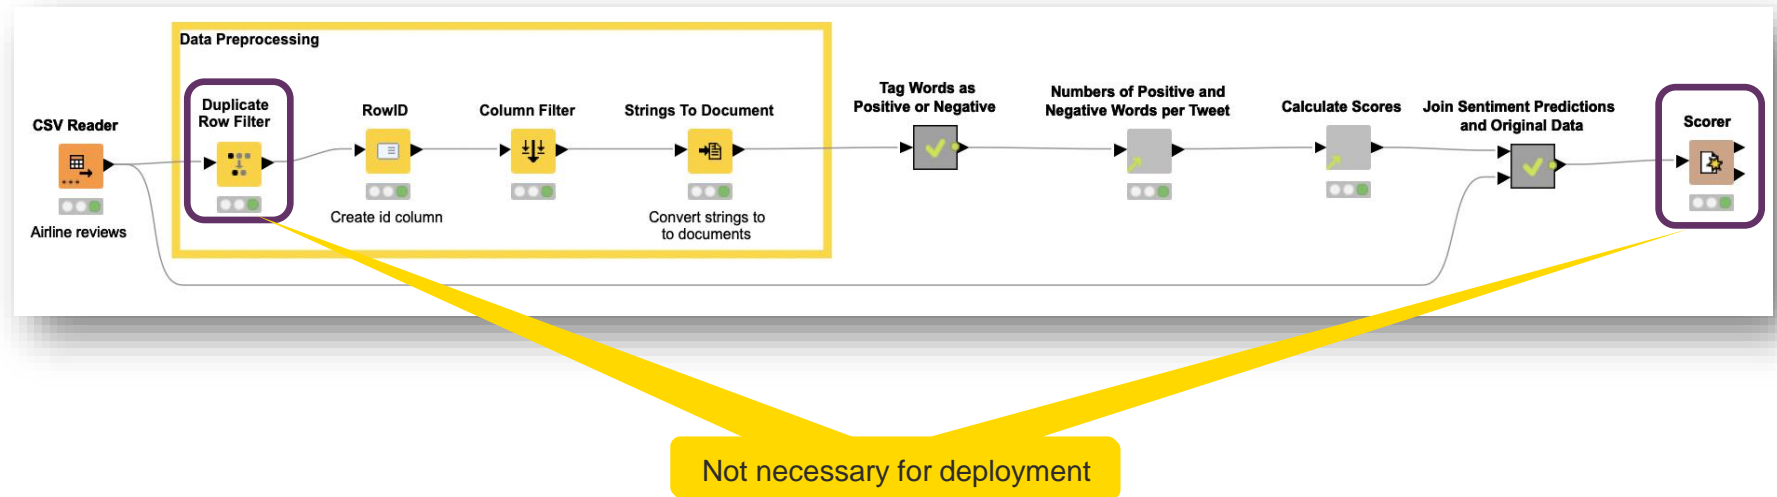 Data Preprocessing
CSV Reader
Airline reviews
Duplicate
Row Filter
RowID
Create id column
Column Filter
Strings To Document
Convert strings to
to documents
Tag Words as
Positive or Negative
Numbers of Positive and
Negative Words per Tweet
Calculate Scores
Join Sentiment Predictions
and Original Data
Scorer
Not necessary for deployment